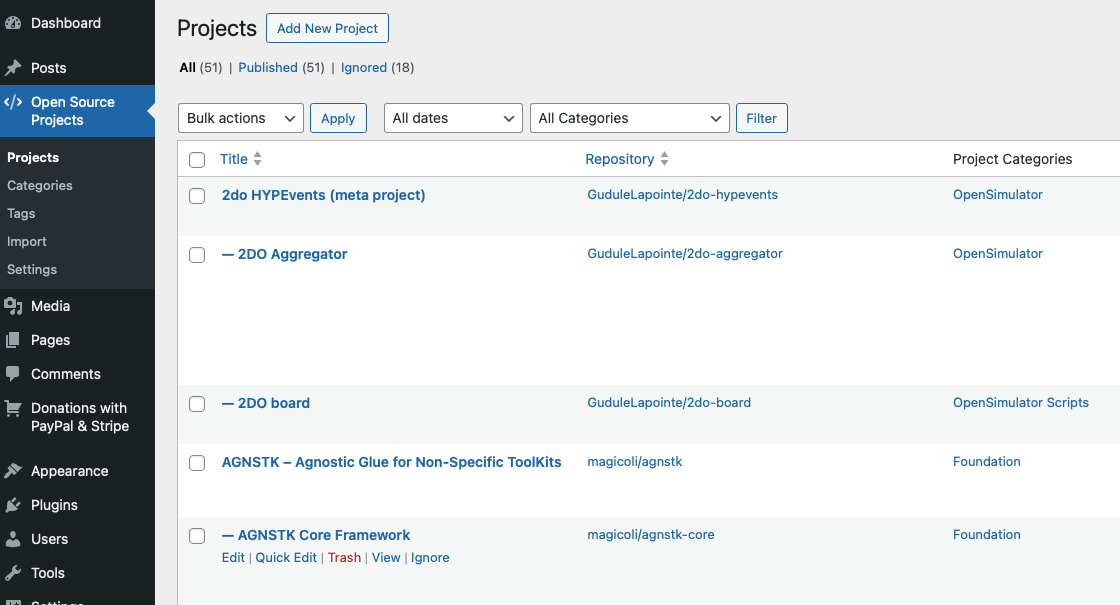 Dashboard
Posts
Open Source
Projects
Projects
Categories
Tags
Import
Settings
Media
Pages
Comments
Donations with
PayPal & Stripe
Appearance
Plugins
Users
Tools
Settings
Projects Add New Project
All (51) | Published (51) | Ignored (18)
Bulk actions Apply All dates All Categories Filter
Title Repository Project Categories
2do HYPEvents (meta project) GuduleLapointe/2do-hypevents OpenSimulator
— 2DO Aggregator GuduleLapointe/2do-aggregator OpenSimulator
— 2DO board GuduleLapointe/2do-board OpenSimulator Scripts
AGNSTK – Agnostic Glue for Non-Specific ToolKits magicoli/agnstk Foundation
— AGNSTK Core Framework magicoli/agnstk-core Foundation
Edit | Quick Edit | Trash | View | Ignore